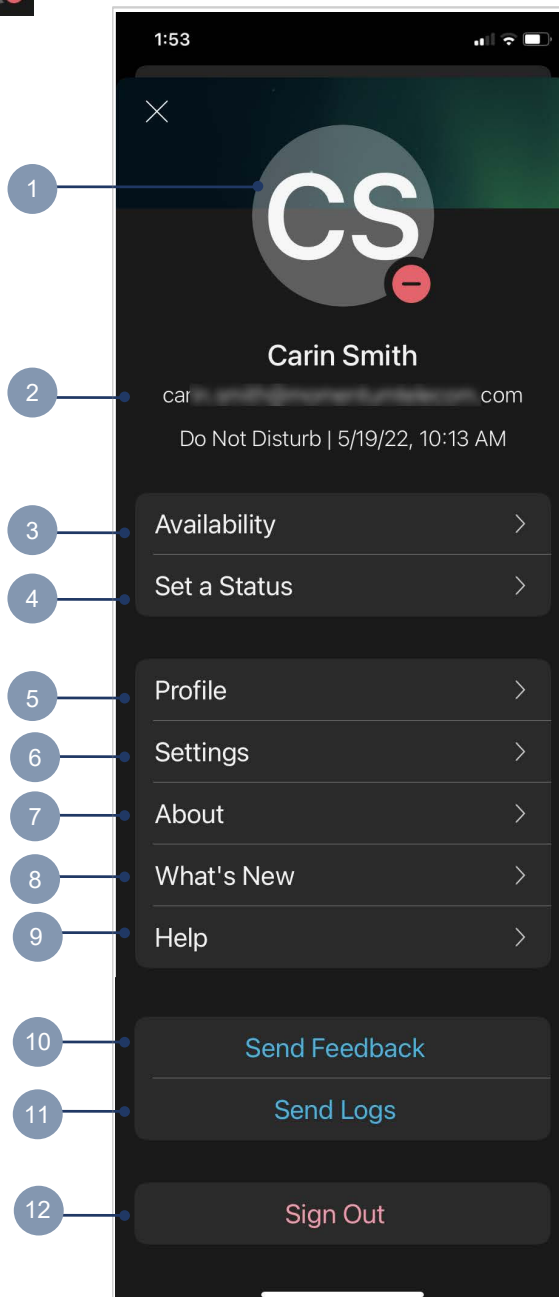 1:53
1
CS
Carin Smith
2
car .com
Do Not Disturb | 5/19/22, 10:13 AM
3
Availability
4
Set a Status
5
Profile
6
Settings
7
About
8
What's New
9
Help
10
Send Feedback
11
Send Logs
12
Sign Out